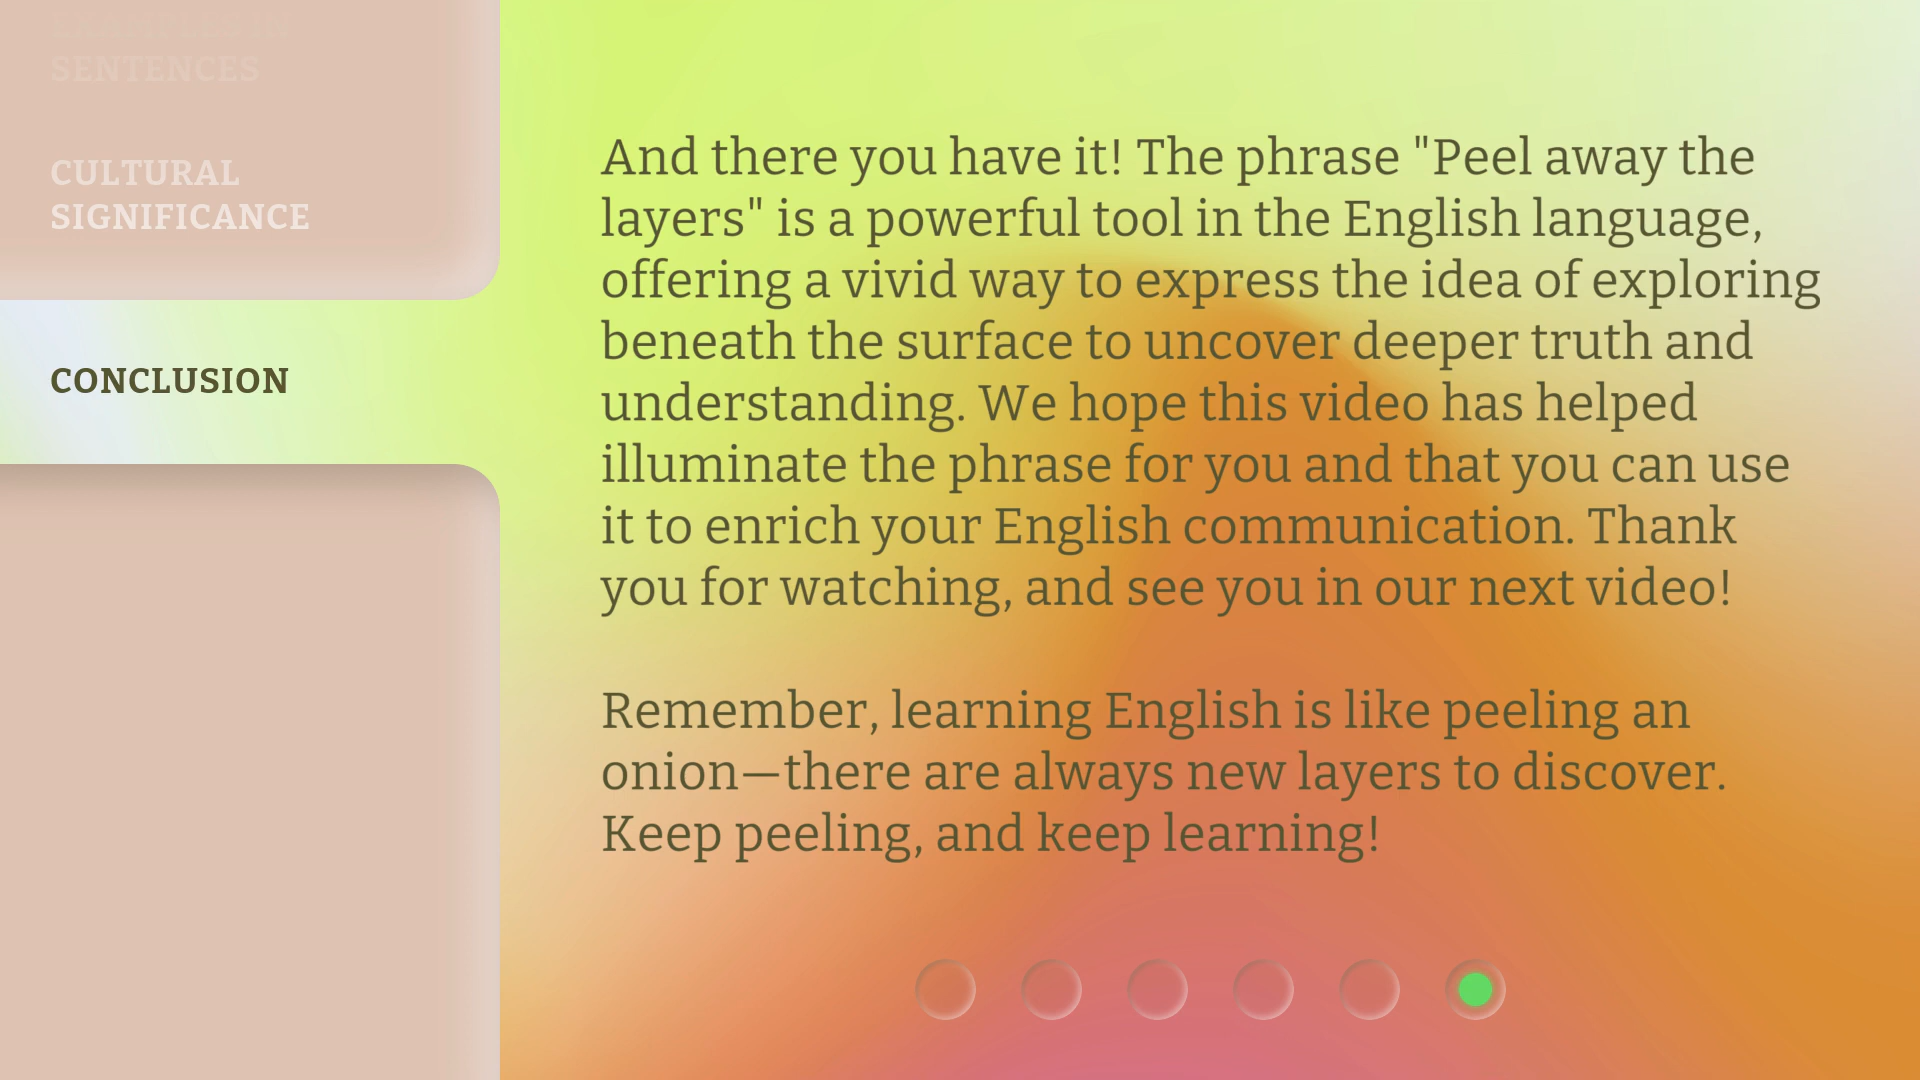 SENTENCES
CULTURAL
SIGNIFICANCE
CONCLUSION
And there you have it! The phrase "Peel away the
layers" is a powerful tool in the English language,
offering a vivid way to express the idea of exploring
beneath the surface to uncover deeper truth and
understanding. We hope this video has helped
illuminate the phrase for you and that you can use
it to enrich your English communication. Thank
you for watching, and see you in our next video!
Remember, learning English is like peeling an
onion—there are always new layers to discover.
Keep peeling, and keep learning!